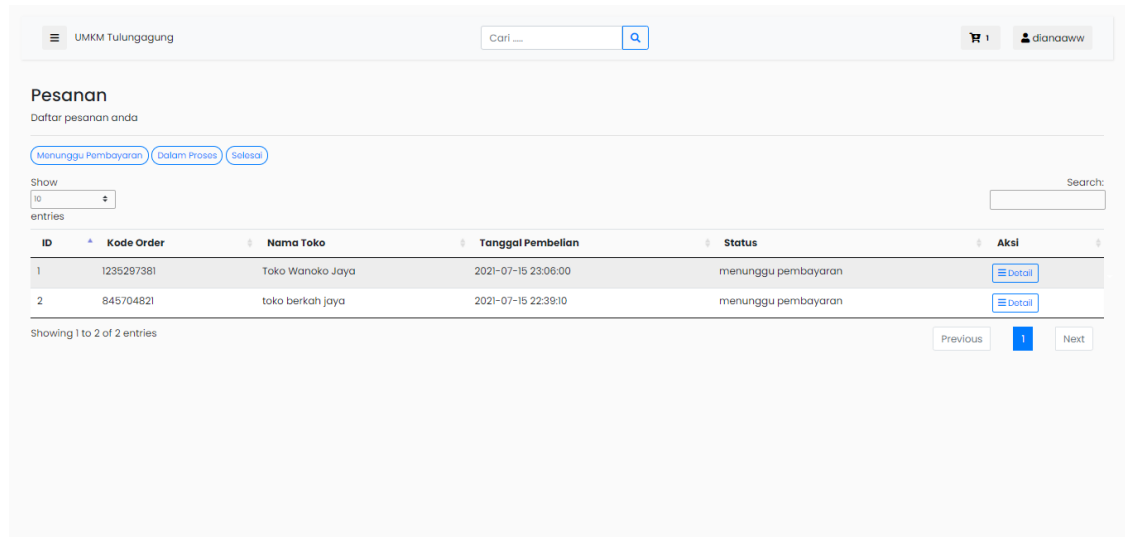 UMKM Tulungagung Cari ..... 1 dianaaww
Pesanan
Daftar pesanan anda
Menunggu Pembayaran Dalam Proses Selesai
Show Search:
10
entries
ID Kode Order Nama Toko Tanggal Pembelian Status Aksi
1 1235297381 Toko Wanoko Jaya 2021-07-15 23:06:00 menunggu pembayaran Detail
2 845704821 toko berkah jaya 2021-07-15 22:39:10 menunggu pembayaran Detail
Showing 1 to 2 of 2 entries Previous 1 Next